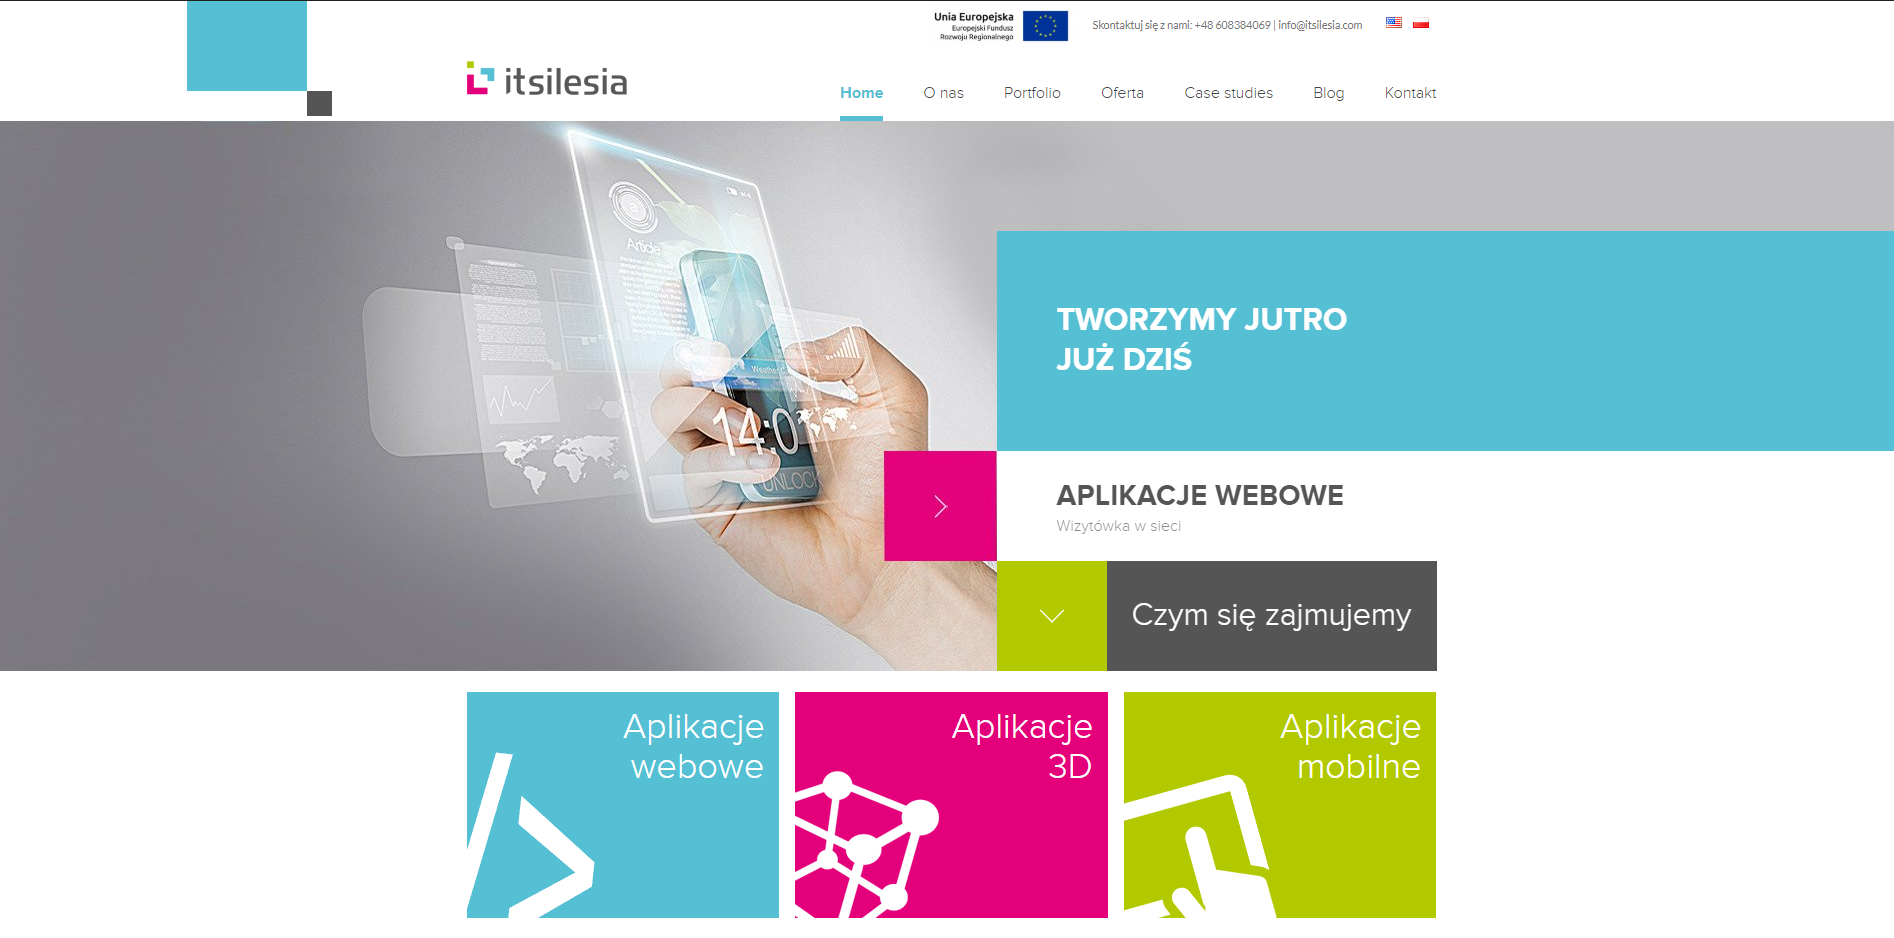 Unia Europejska
Europejski Fundusz
Rozwoju Regionalnego
Skontaktuj się z nami: +48 608384069 | info@itsilesia.com
itsilesia
Home O nas Portfolio Oferta Case studies Blog Kontakt
a
Article
Weather
14:0
UNLOCK
TWORZYMY JUTRO
JUŻ DZIŚ
APLIKACJE WEBOWE
Wizytówka w sieci
Czym się zajmujemy
Aplikacje
webowe
Aplikacje
3D
Aplikacje
mobilne